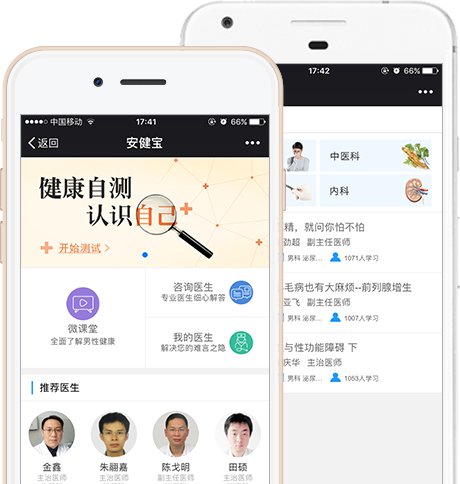 中国移动 17:41 66%
返回 安健宝
健康自测
认识自己
开始测试
微课堂
全面了解男性健康
咨询医生
专业医生细心解答
我的医生
解决您的难言之隐
推荐医生
金鑫 朱丽嘉 陈戈明 田硕
主治医师 主治医师 副主任医师 主治医师
17:42 66%
中医科
内科
精，就问你怕不怕
劲超 副主任医师
男科 泌尿... 1071人学习
毛病也有大麻烦--前列腺增生
亚飞 副主任医师
男科 泌尿... 1007人学习
与性功能障碍 下
庆华 主治医师
男科 泌尿... 1053人学习